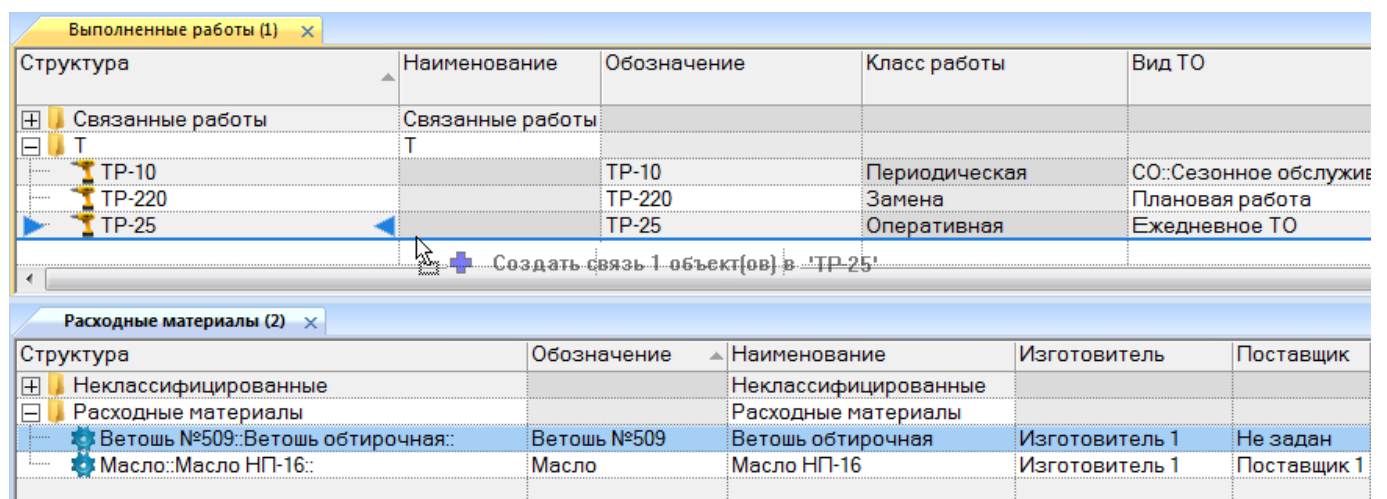 Выполненные работы (1)
Структура Наименование Обозначение Класс работы Вид ТО
Связанные работы Связанные работы
Т Т
ТР-10 ТР-10 Периодическая СО::Сезонное обслужив
ТР-220 ТР-220 Замена Плановая работа
ТР-25 ТР-25 Оперативная Ежедневное ТО
Создать связь 1 объект(ов) в 'ТР-25'
Расходные материалы (2)
Структура Обозначение Наименование Изготовитель Поставщик
Неклассифицированные Неклассифицированные
Расходные материалы Расходные материалы
Ветошь №509::Ветошь обтирочная:: Ветошь №509 Ветошь обтирочная Изготовитель 1 Не задан
Масло::Масло НП-16:: Масло Масло НП-16 Изготовитель 1 Поставщик 1